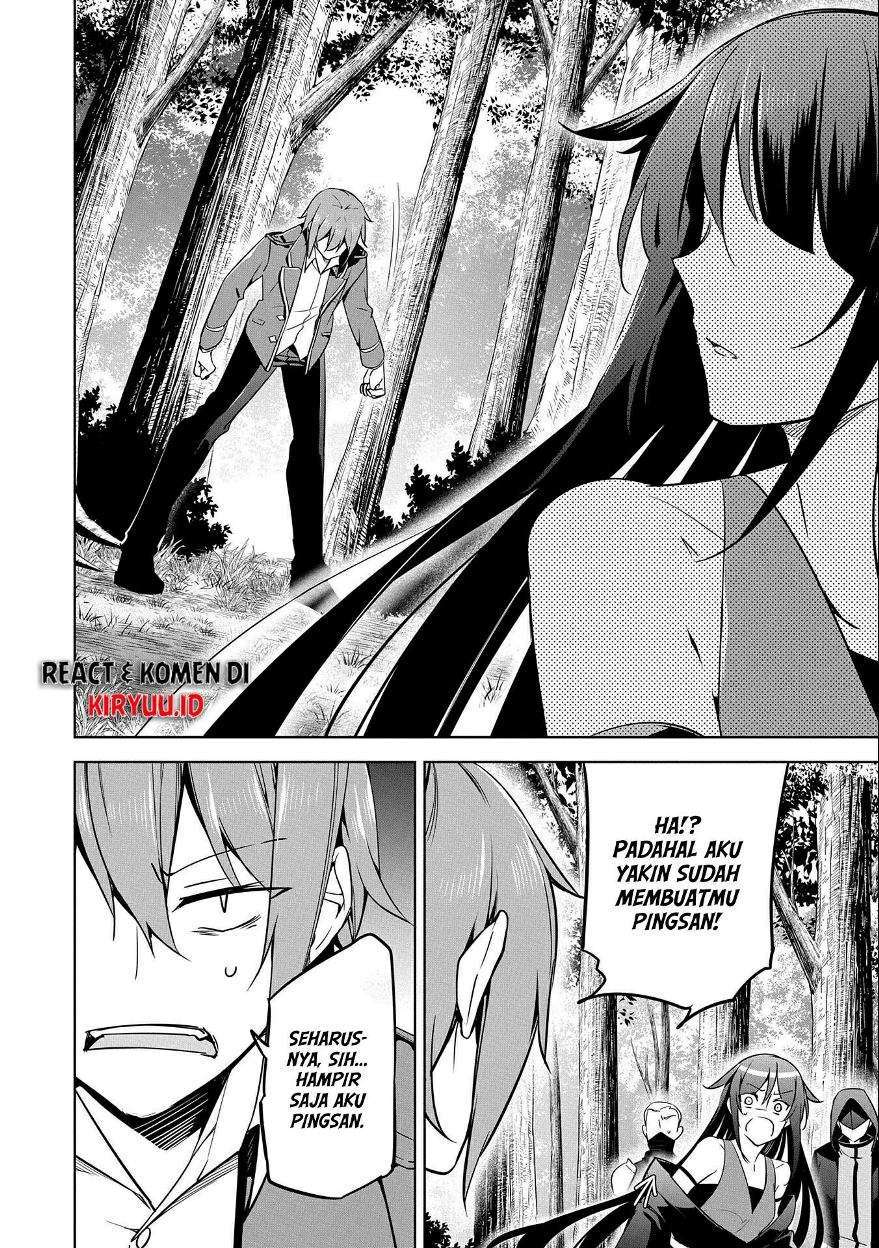 REACT & KOMEN DI
KIRYUU.ID
HA!?
PADAHAL AKU
YAKIN SUDAH
MEMBUATMU
PINGSAN!
SEHARUS-
NYA, SIH...
HAMPIR
SAJA AKU
PINGSAN.